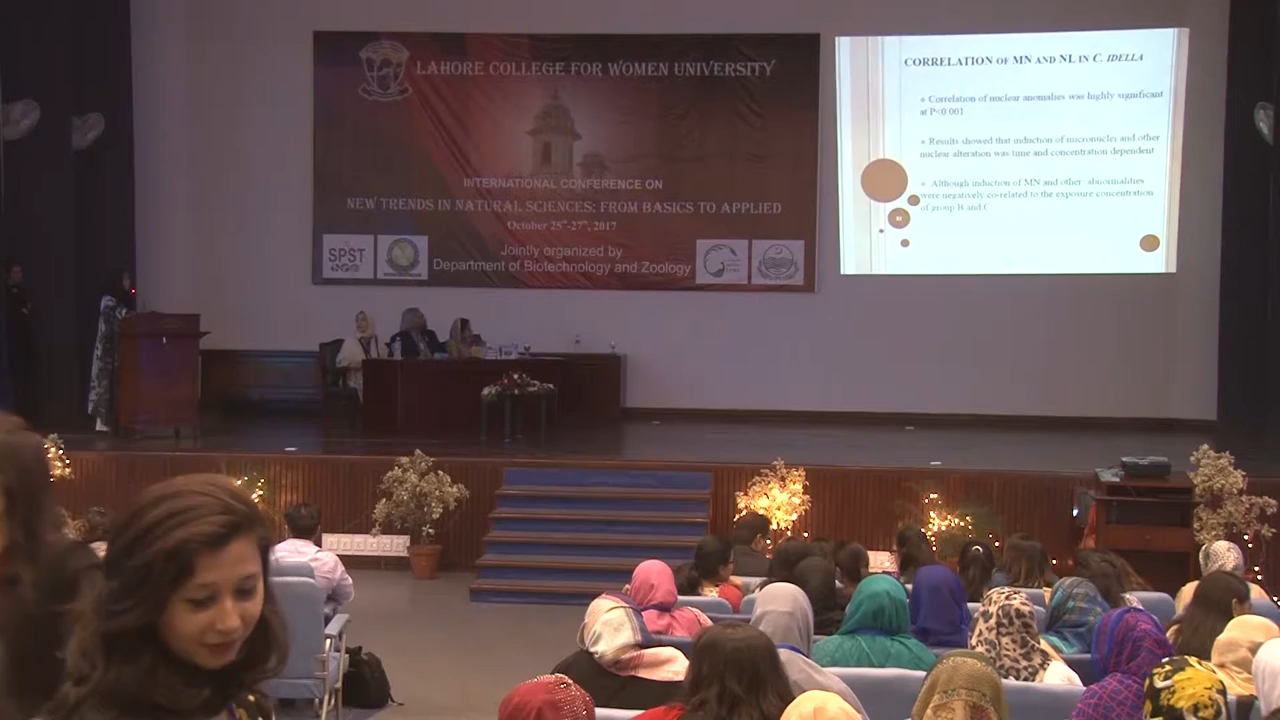 LAHORE COLLEGE FOR WOMEN UNIVERSITY
INTERNATIONAL CONFERENCE ON
NEW TRENDS IN NATURAL SCIENCES: FROM BASICS TO APPLIED
October 25th-27th, 2017
Jointly organized by
Department of Biotechnology and Zoology
SPST
CORRELATION OF MN AND NL IN C. IDELLA
Correlation of nuclear anomalies was highly significant
at P<0.001
Results showed that induction of micronuclei and other
nuclear alteration was time and concentration dependent
Although induction of MN and other abnormalities
were negatively co-related to the exposure concentration
of group B and C